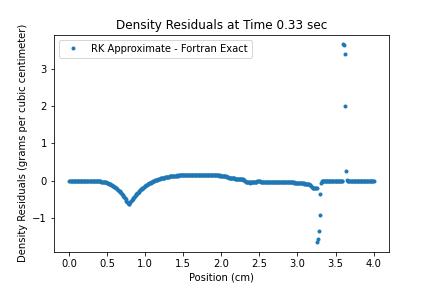 Density Residuals at Time 0.33 sec
RK Approximate - Fortran Exact
Density Residuals (grams per cubic centimeter)
3
2
1
0
−1
0.0 0.5 1.0 1.5 2.0 2.5 3.0 3.5 4.0
Position (cm)